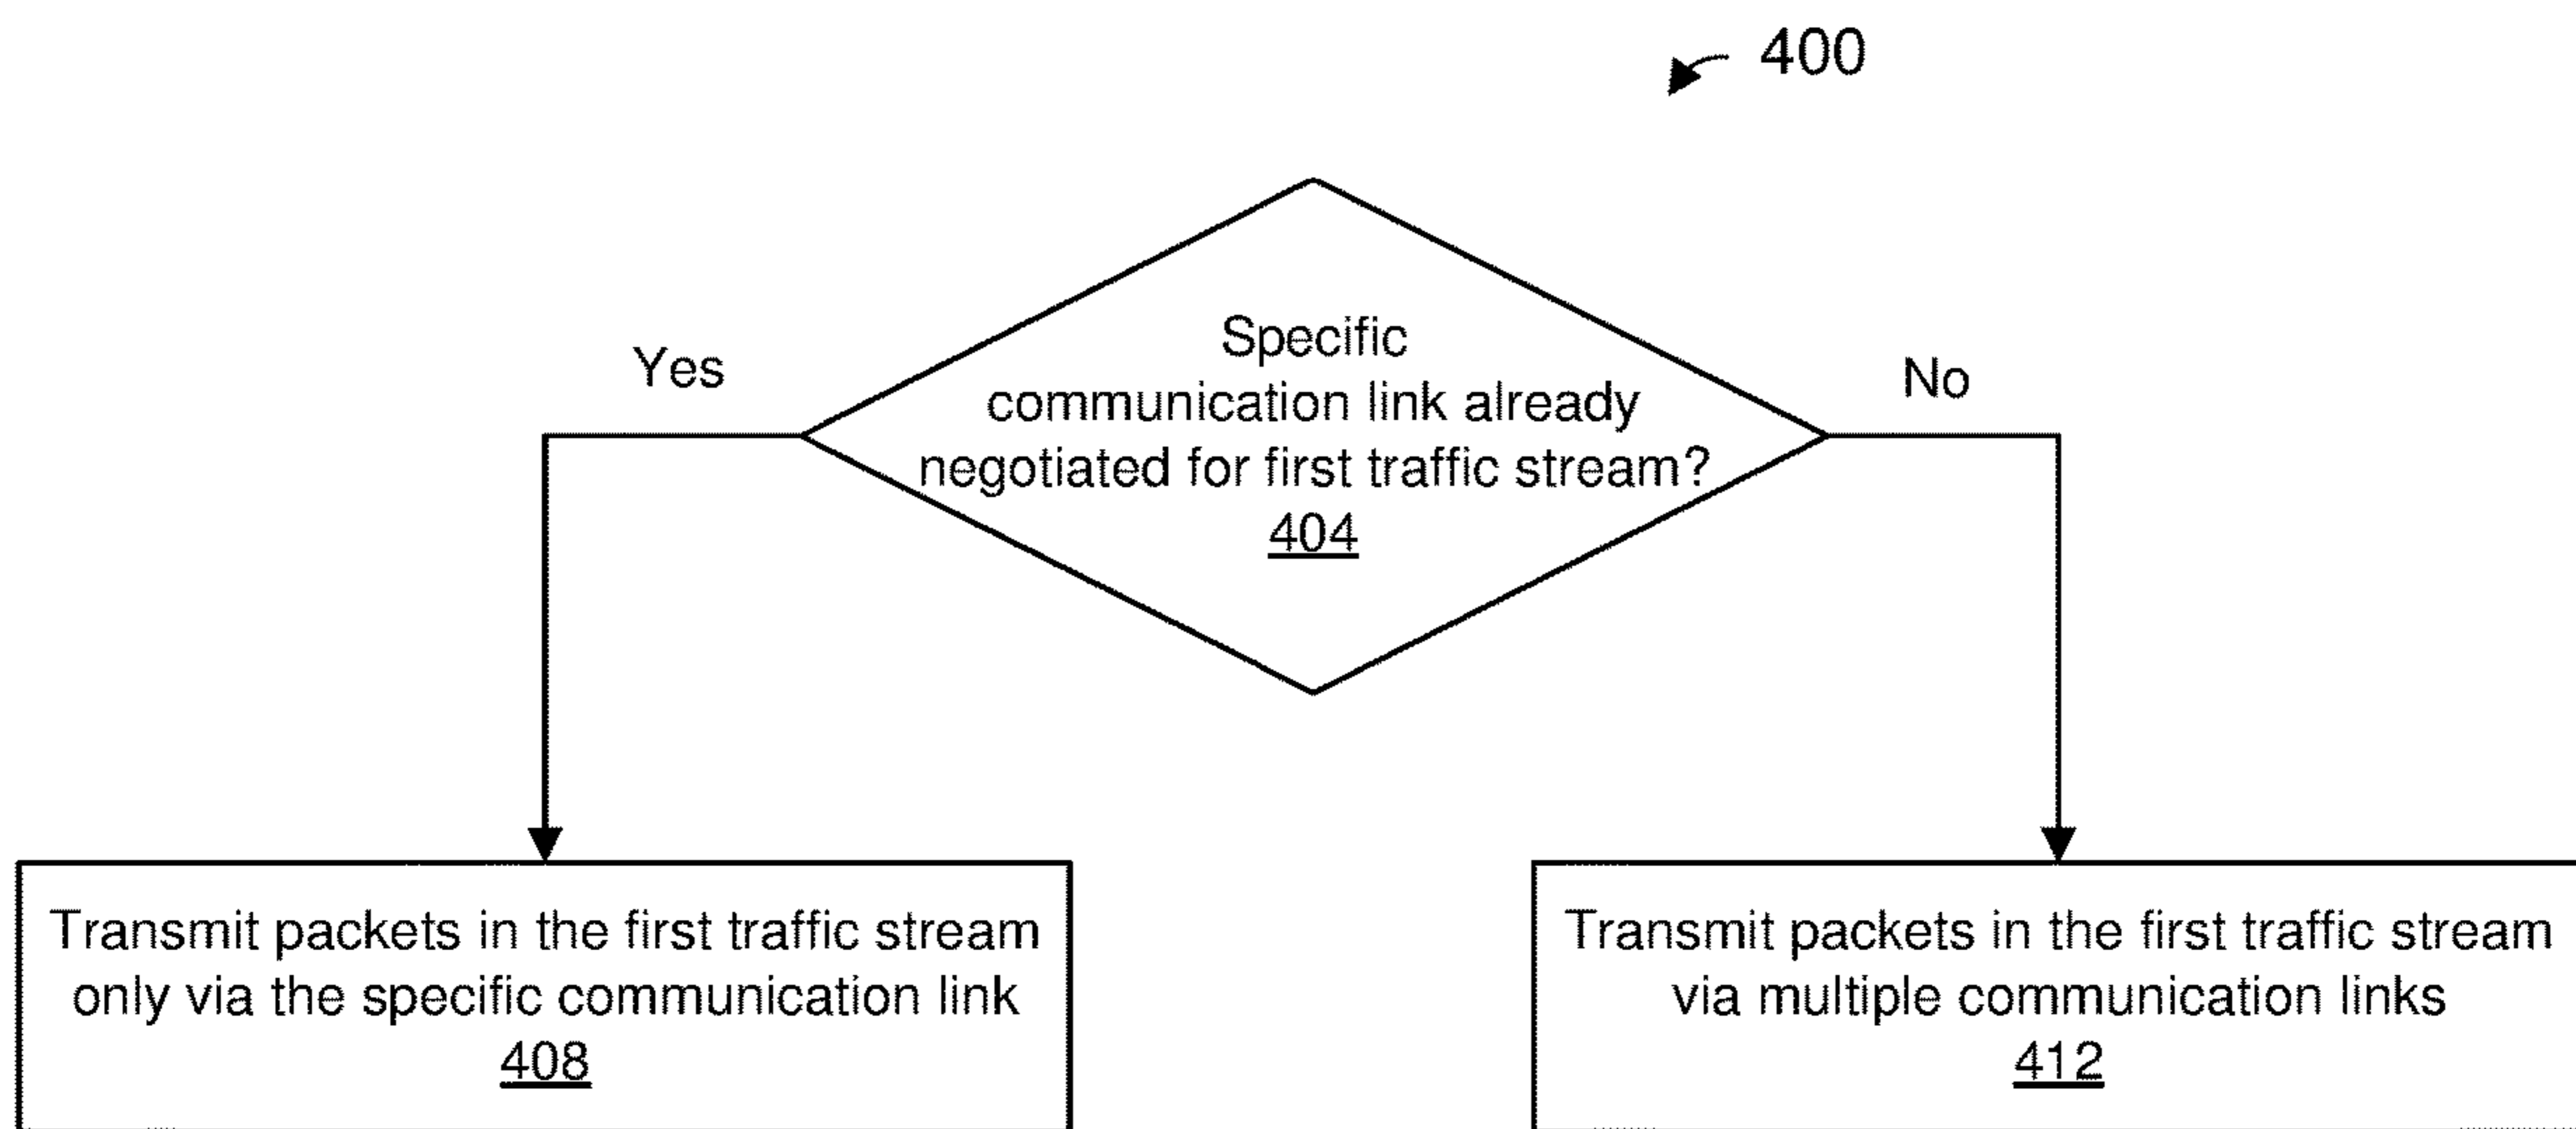 400
Specific
communication link already
negotiated for first traffic stream?
404
Yes
No
Transmit packets in the first traffic stream
only via the specific communication link
408
Transmit packets in the first traffic stream
via multiple communication links
412